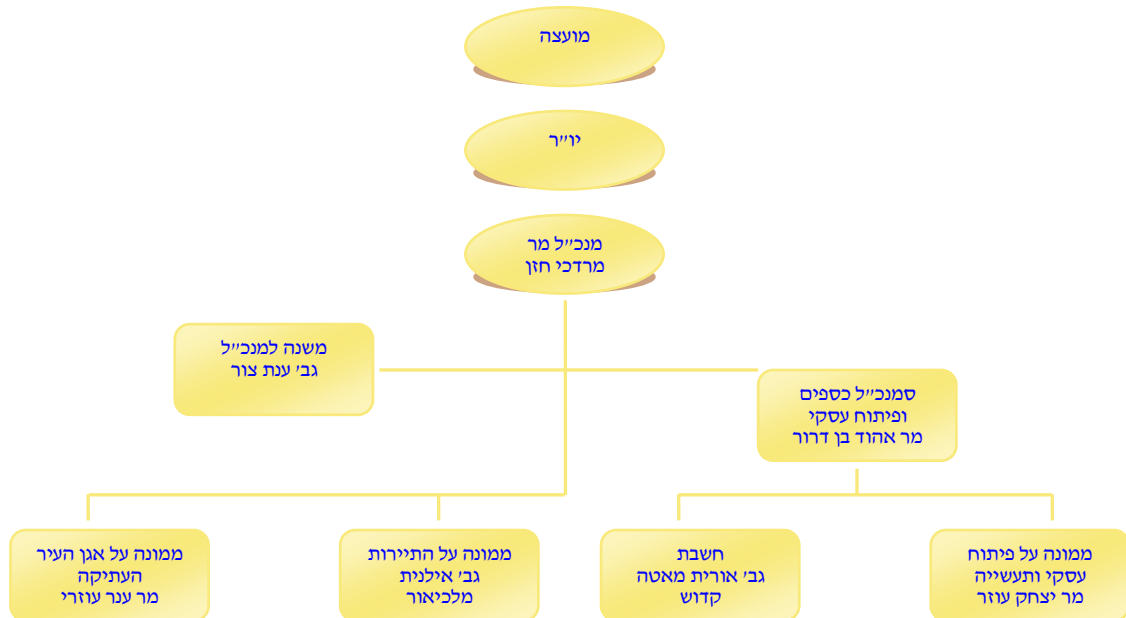 מועצה
יו״ר
מנכ״ל מר
מרדכי חזן
משנה למנכ״ל
גב׳ ענת צור
סמנכ״ל כספים
ופיתוח עסקי
מר אהוד בן דרור
ממונה על פיתוח
עסקי ותעשייה
מר יצחק עוזר
חשבת
גב׳ אורית מאטה
קדוש
ממונה על התיירות
גב׳ אילנית
מלכיאור
ממונה על אגן העיר
העתיקה
מר ענר עוזרי